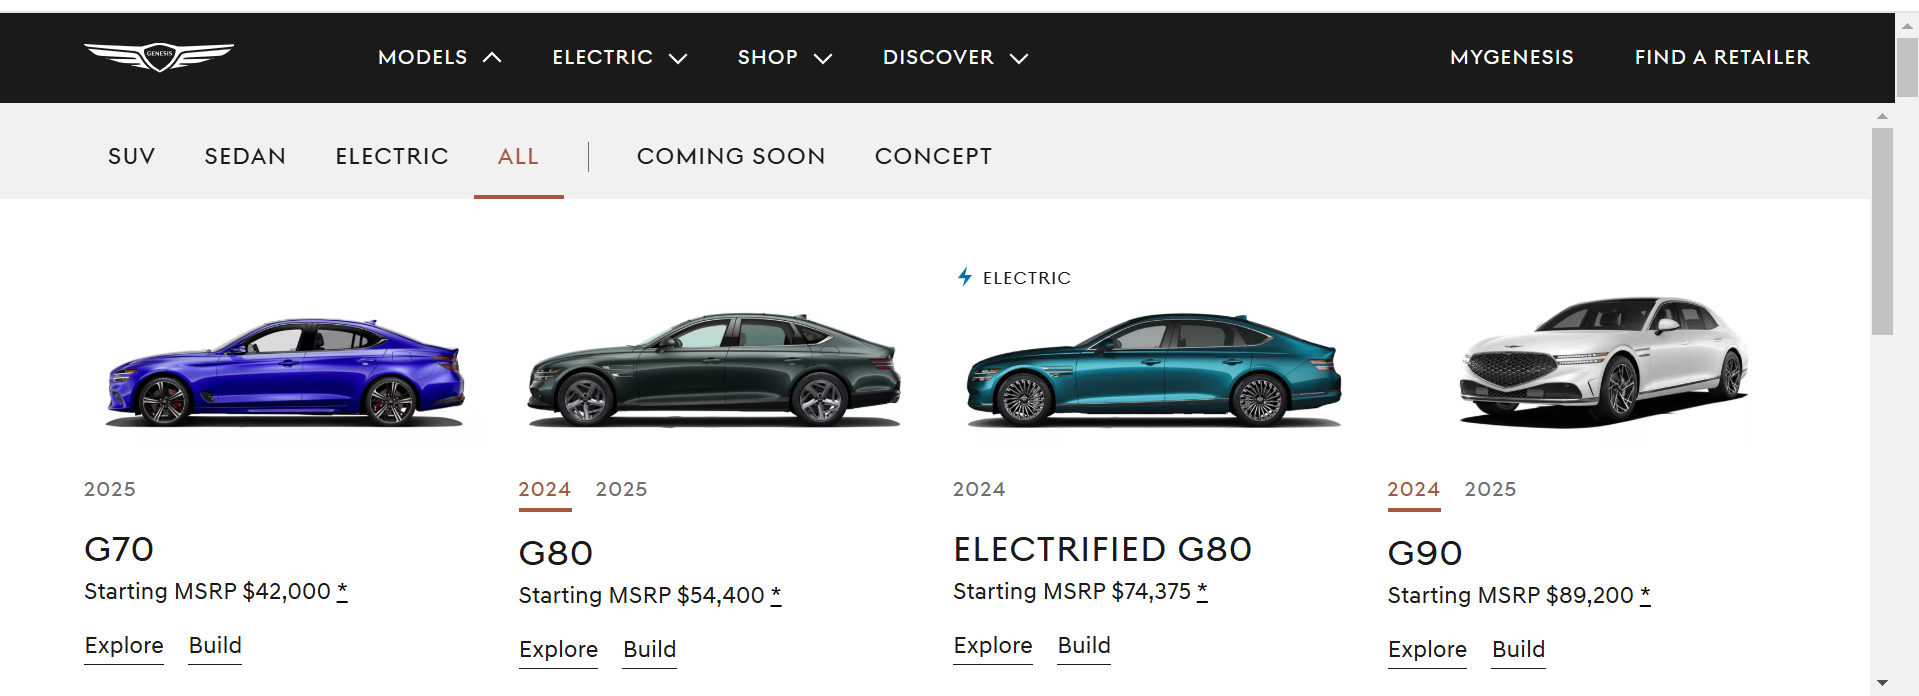 GENESIS
MODELS ELECTRIC SHOP DISCOVER MYGENESIS FIND A RETAILER
SUV SEDAN ELECTRIC ALL COMING SOON CONCEPT
ELECTRIC
2025
G70
Starting MSRP $42,000 *
Explore Build
2024 2025
G80
Starting MSRP $54,400 *
Explore Build
2024
ELECTRIFIED G80
Starting MSRP $74,375 *
Explore Build
2024 2025
G90
Starting MSRP $89,200 *
Explore Build